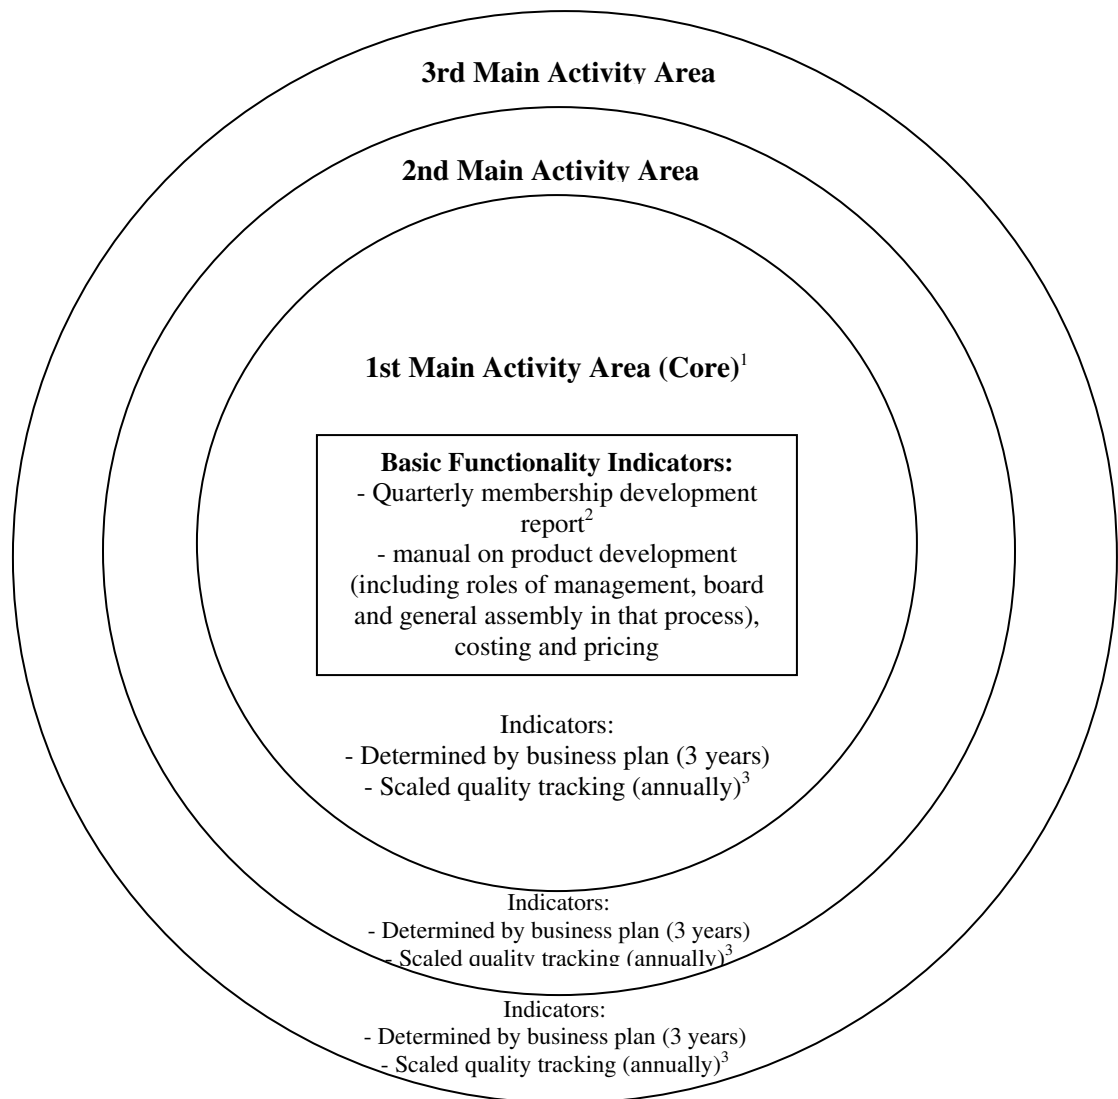 3rd Main Activity Area
2nd Main Activity Area
1st Main Activity Area (Core)¹
Basic Functionality Indicators:
- Quarterly membership development
report²
- manual on product development
(including roles of management, board
and general assembly in that process),
costing and pricing
Indicators:
- Determined by business plan (3 years)
- Scaled quality tracking (annually)³
Indicators:
- Determined by business plan (3 years)
- Scaled quality tracking (annually)³
Indicators:
- Determined by business plan (3 years)
- Scaled quality tracking (annually)³